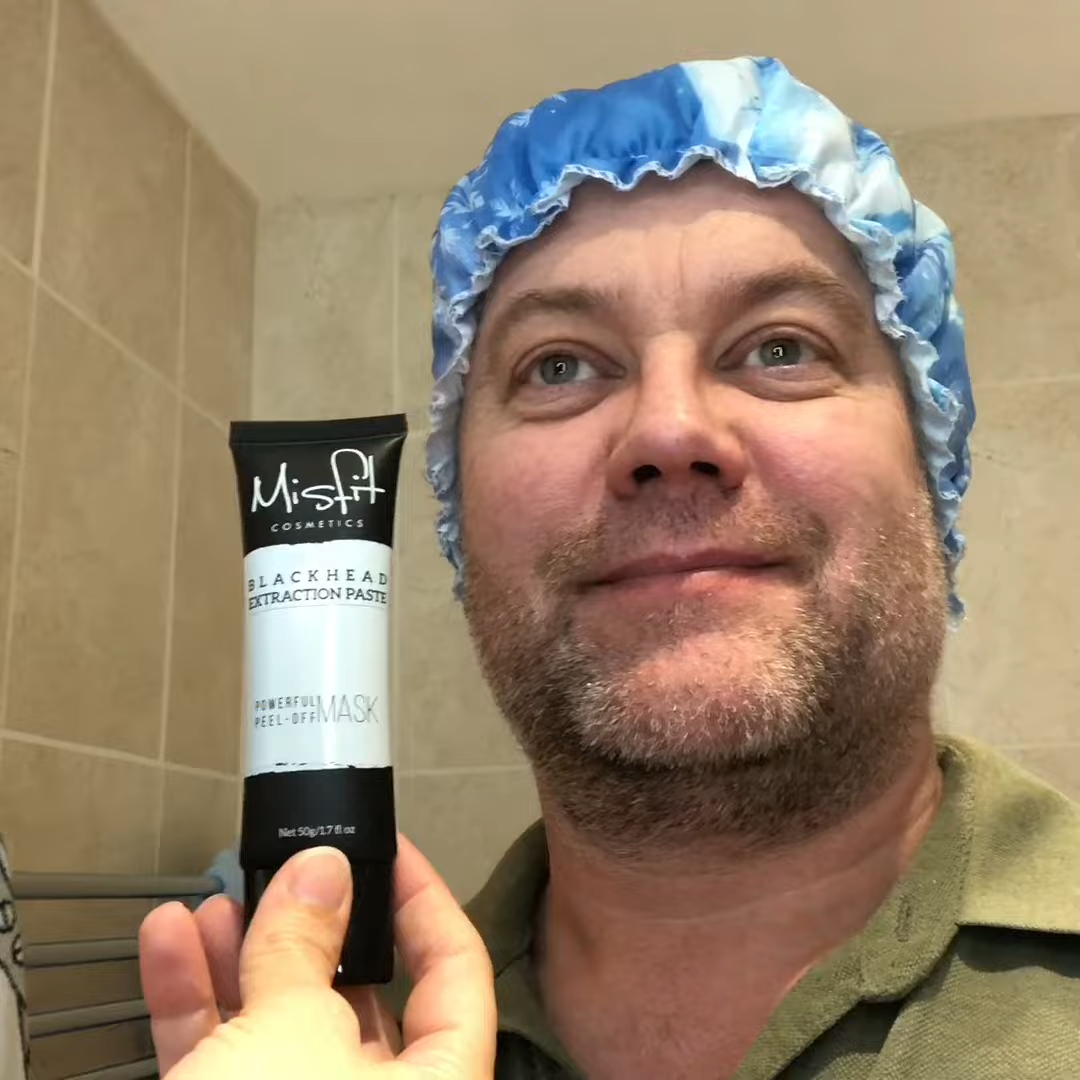 Misfit
COSMETICS
BLACKHEAD
EXTRACTION PASTE
POWERFUL
PEEL-OFF MASK
Net 50g/1.7 fl oz